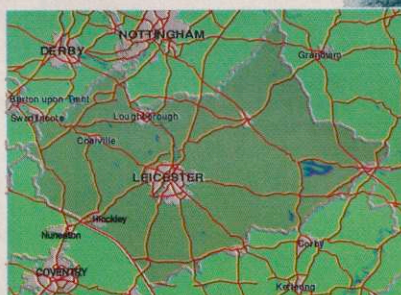 NOTTINGHAM
DERBY
Grantham
Burton upon Trent
Swadlincote
Loughborough
Coalville
LEICESTER
Hinckley
Nuneaton
Corby
COVENTRY
Kettering